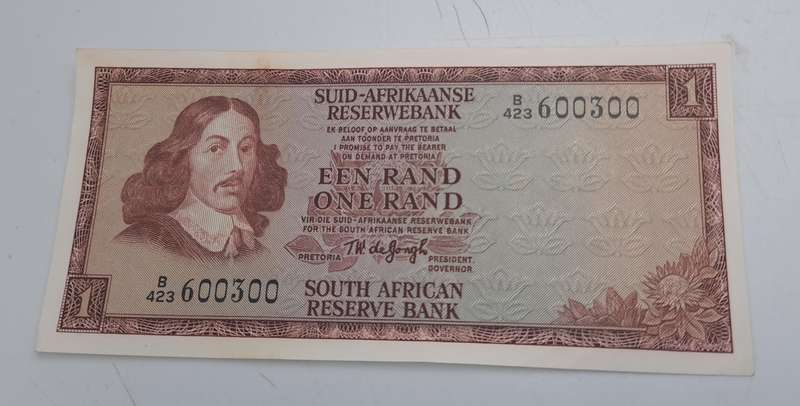 1
SUID-AFRIKAANSE
RESERWEBANK
B
423 600300
EK BELOOF OP AANVRAAG TE BETAAL
AAN TOONDER TE PRETORIA
I PROMISE TO PAY THE BEARER
ON DEMAND AT PRETORIA
EEN RAND
ONE RAND
VIR DIE SUID-AFRIKAANSE RESERWEBANK
FOR THE SOUTH AFRICAN RESERVE BANK
T.W. de Jongh
PRETORIA
PRESIDENT.
GOVERNOR.
B
423 600300
1
SOUTH AFRICAN
RESERVE BANK